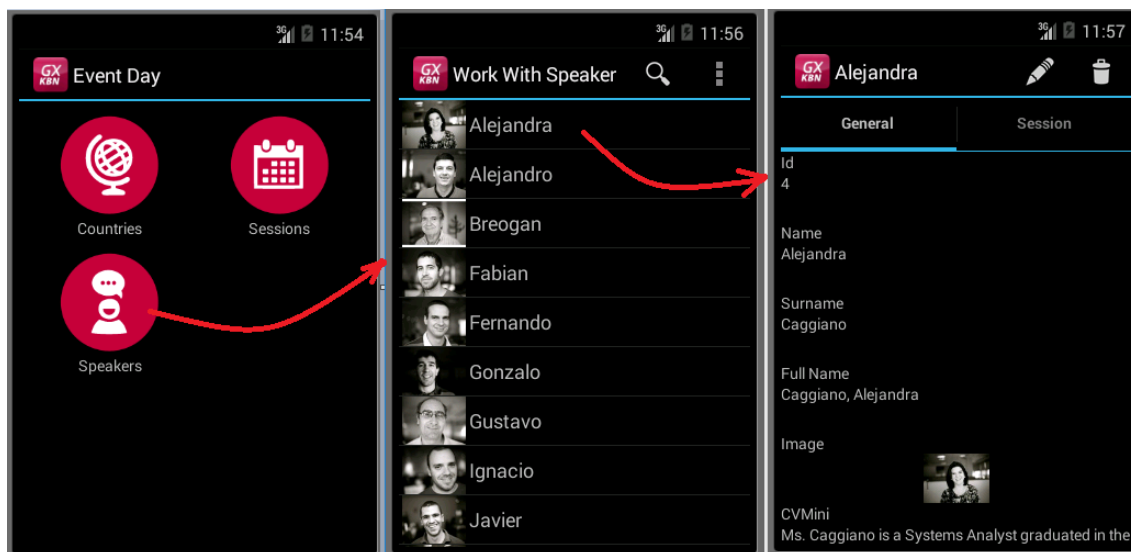 3G 11:54
GX
KBN
Event Day
Countries
Sessions
Speakers
3G 11:56
GX
KBN
Work With Speaker
Alejandra
Alejandro
Breogan
Fabian
Fernando
Gonzalo
Gustavo
Ignacio
Javier
3G 11:57
GX
KBN
Alejandra
General
Session
Id
4
Name
Alejandra
Surname
Caggiano
Full Name
Caggiano, Alejandra
Image
CVMini
Ms. Caggiano is a Systems Analyst graduated in the